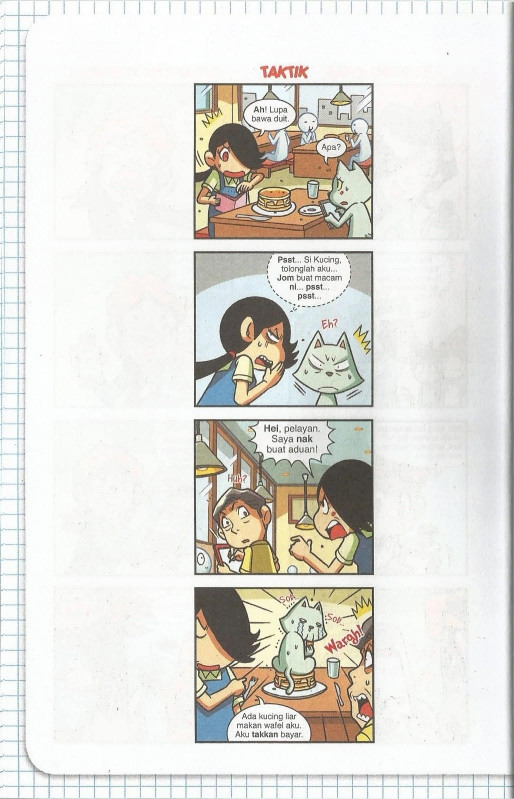 TAKTIK
Ah! Lupa
bawa duit.
Apa?
Psst... Si Kucing,
tolonglah aku...
Jom buat macam
ni... psst...
psst...
Eh?
Hei, pelayan.
Saya nak
buat aduan!
Huh?
SOB
SOB
Wargh!
Ada kucing liar
makan wafel aku.
Aku takkan bayar.